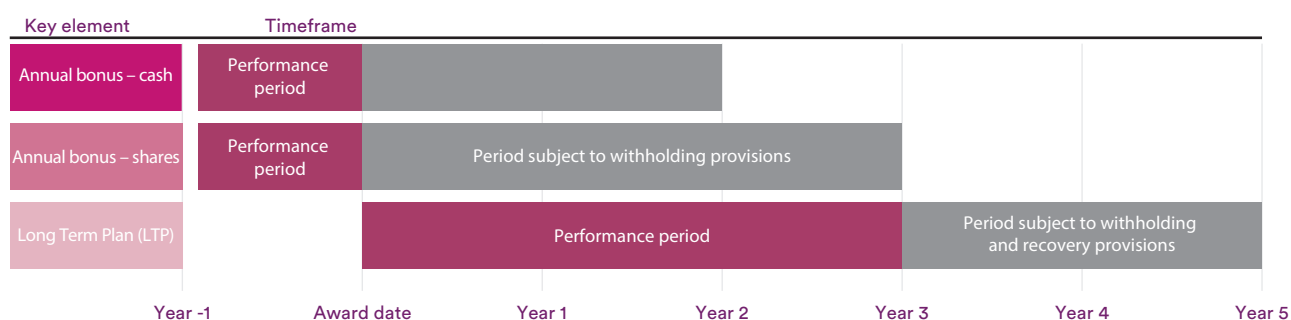 Key element Timeframe
Annual bonus – cash
Performance
period
Annual bonus – shares
Performance
period
Period subject to withholding provisions
Long Term Plan (LTP)
Performance period
Period subject to withholding
and recovery provisions
Year -1 Award date Year 1 Year 2 Year 3 Year 4 Year 5